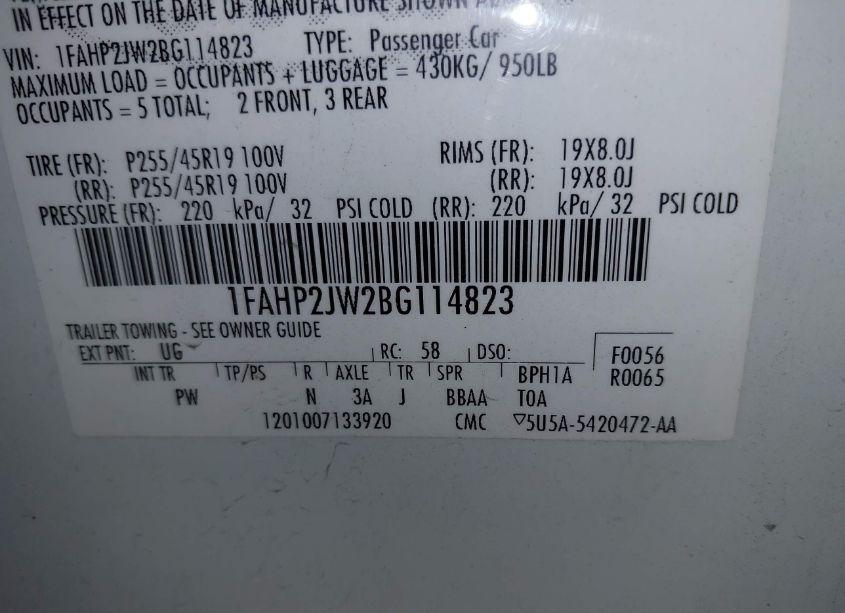 IN EFFECT ON THE DATE OF MANUFACTURE SHOWN
VIN: 1FAHP2JW2BG114823 TYPE: Passenger Car
MAXIMUM LOAD = OCCUPANTS + LUGGAGE = 430KG/ 950LB
OCCUPANTS = 5 TOTAL; 2 FRONT, 3 REAR
TIRE (FR): P255/45R19 100V RIMS (FR): 19X8.0J
(RR): P255/45R19 100V (RR): 19X8.0J
PRESSURE (FR): 220 kPa/ 32 PSI COLD (RR): 220 kPa/ 32 PSI COLD
1FAHP2JW2BG114823
TRAILER TOWING - SEE OWNER GUIDE
EXT PNT: UG RC: 58 DSO: F0056
INT TR TP/PS R AXLE TR SPR BPH1A R0065
PW N 3A J BBAA T0A
1201007133920 CMC ▽5U5A-5420472-AA